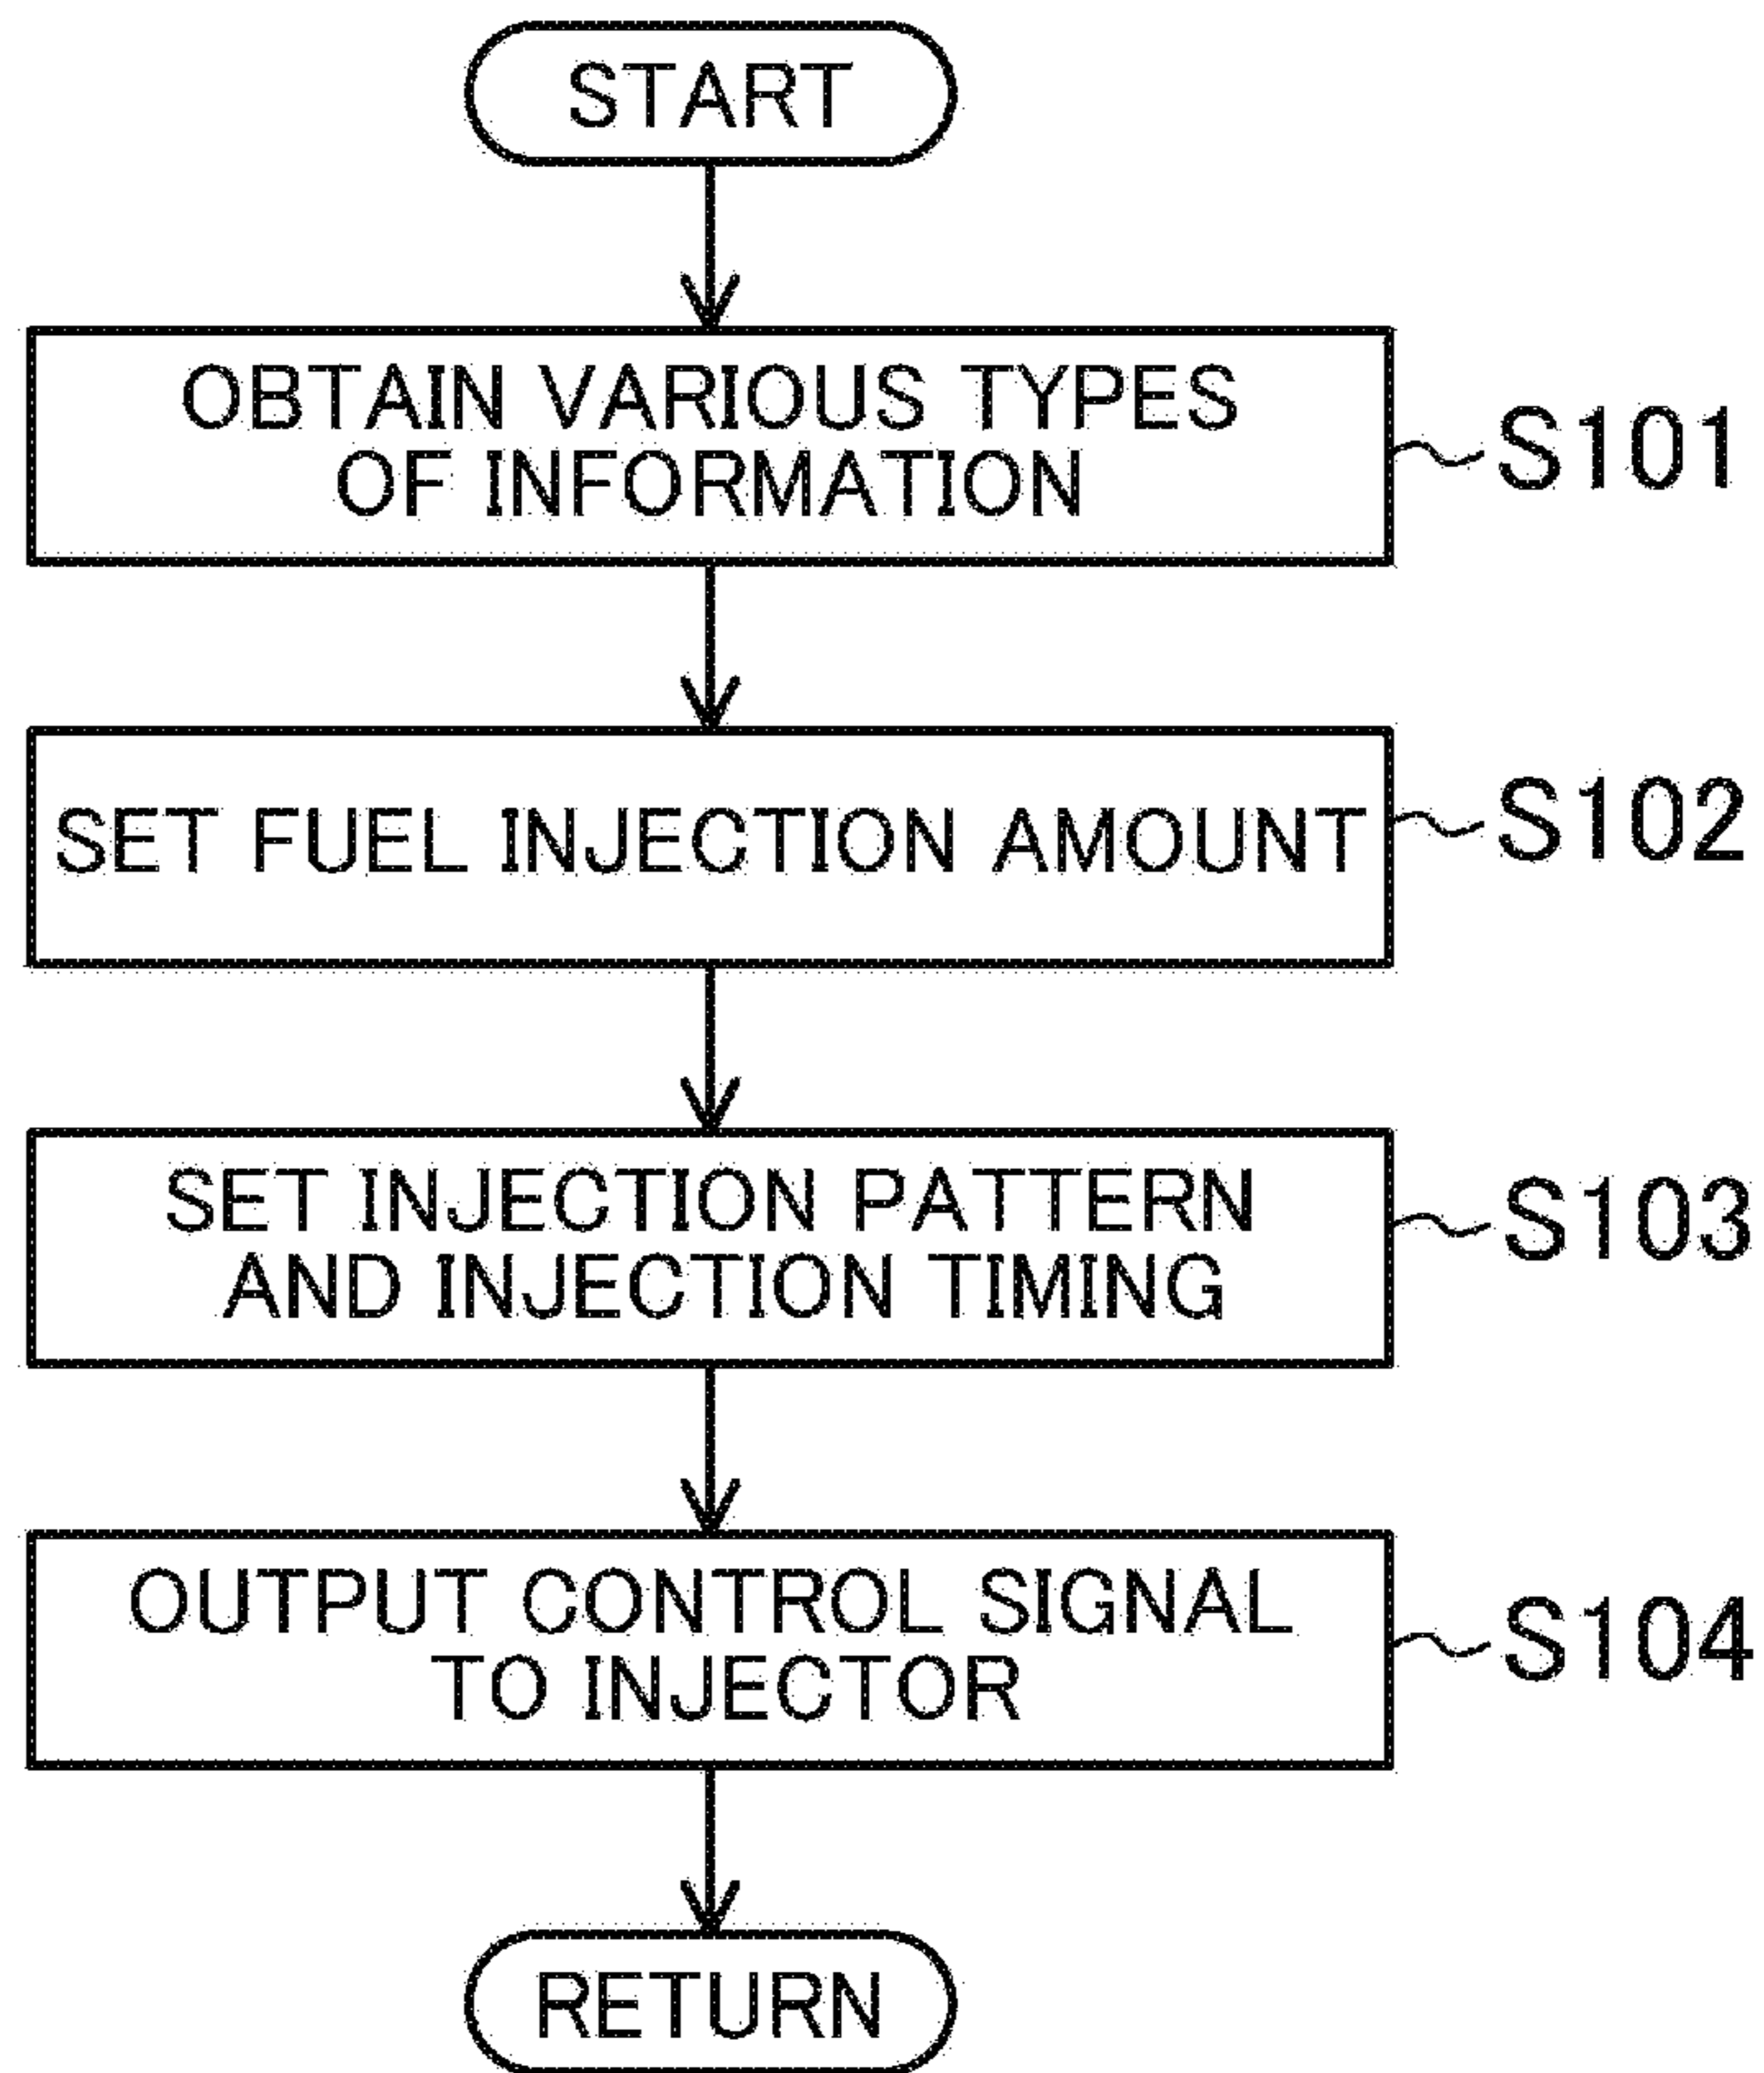 START
OBTAIN VARIOUS TYPES
OF INFORMATION
S101
SET FUEL INJECTION AMOUNT
S102
SET INJECTION PATTERN
AND INJECTION TIMING
S103
OUTPUT CONTROL SIGNAL
TO INJECTOR
S104
RETURN